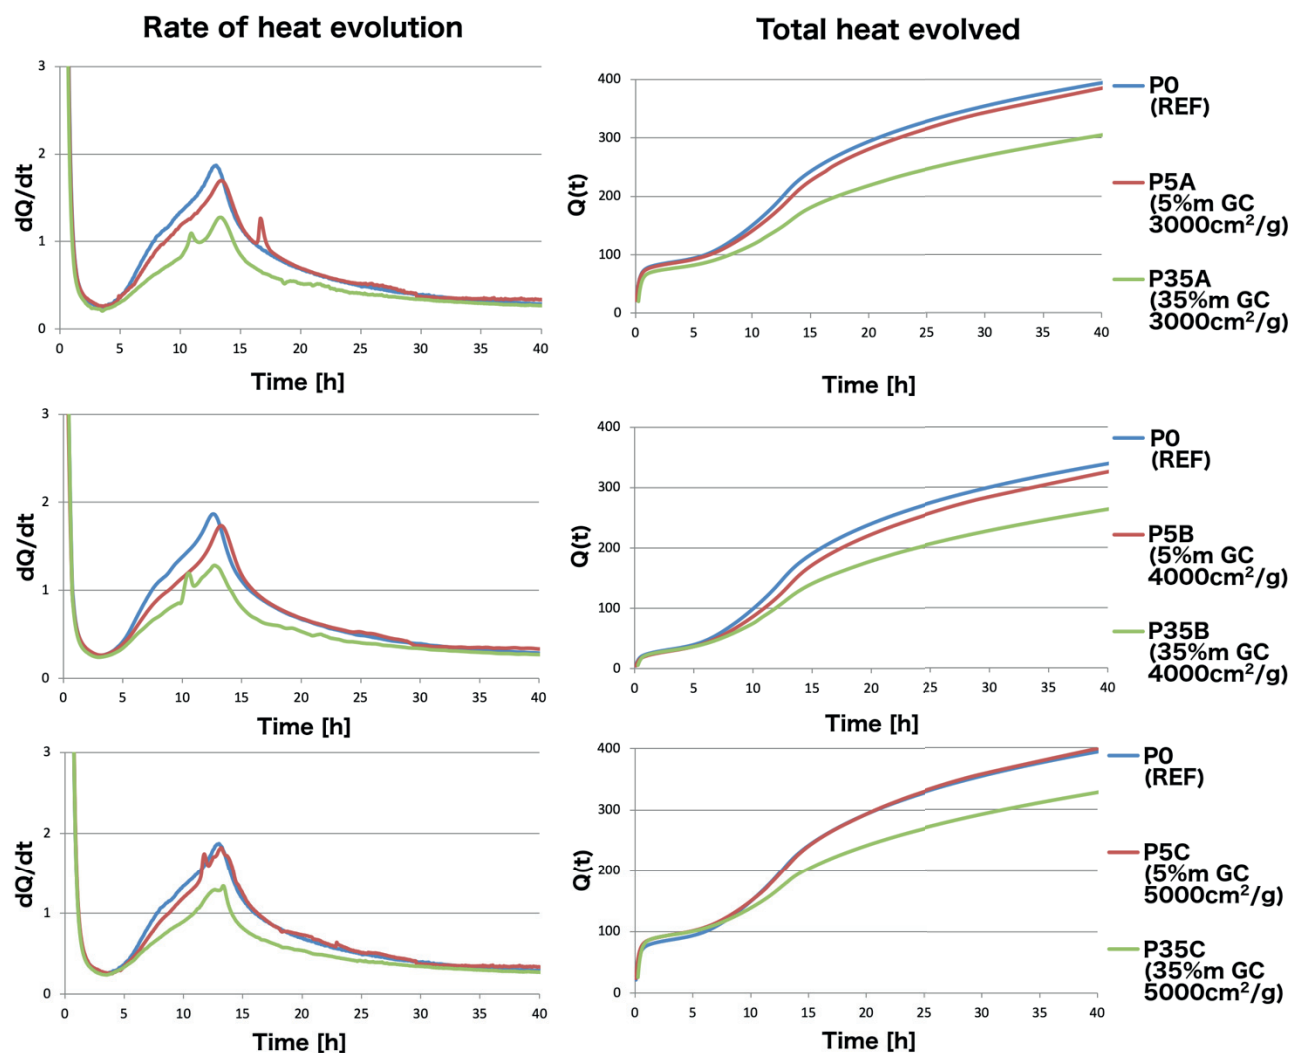 Rate of heat evolution
Total heat evolved
3
2
1
0
dQ/dt
0 5 10 15 20 25 30 35 40
Time [h]
400
300
200
100
0
Q(t)
0 5 10 15 20 25 30 35 40
Time [h]
P0
(REF)
P5A
(5%m GC
3000cm²/g)
P35A
(35%m GC
3000cm²/g)
3
2
1
0
dQ/dt
0 5 10 15 20 25 30 35 40
Time [h]
400
300
200
100
0
Q(t)
0 5 10 15 20 25 30 35 40
Time [h]
P0
(REF)
P5B
(5%m GC
4000cm²/g)
P35B
(35%m GC
4000cm²/g)
3
2
1
0
dQ/dt
0 5 10 15 20 25 30 35 40
Time [h]
400
300
200
100
0
Q(t)
0 5 10 15 20 25 30 35 40
Time [h]
P0
(REF)
P5C
(5%m GC
5000cm²/g)
P35C
(35%m GC
5000cm²/g)